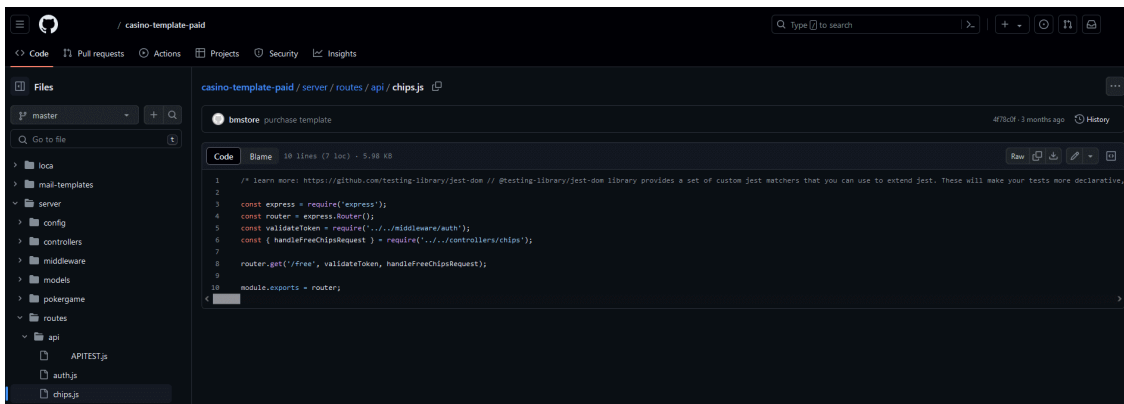 / casino-template-paid
Type / to search
Code Pull requests Actions Projects Security Insights
Files
casino-template-paid / server / routes / api / chips.js
master
bmstore purchase template
4f78c0f · 3 months ago History
Go to file t
Code Blame 10 lines (7 loc) · 5.98 KB
Raw
loca
mail-templates
server
config
controllers
middleware
models
pokergame
routes
api
APITEST.js
auth.js
chips.js
1 /* learn more: https://github.com/testing-library/jest-dom // @testing-library/jest-dom library provides a set of custom jest matchers that you can use to extend jest. These will make your tests more declarative,
2
3 const express = require('express');
4 const router = express.Router();
5 const validateToken = require('../../middleware/auth');
6 const { handleFreeChipsRequest } = require('../../controllers/chips');
7
8 router.get('/free', validateToken, handleFreeChipsRequest);
9
10 module.exports = router;